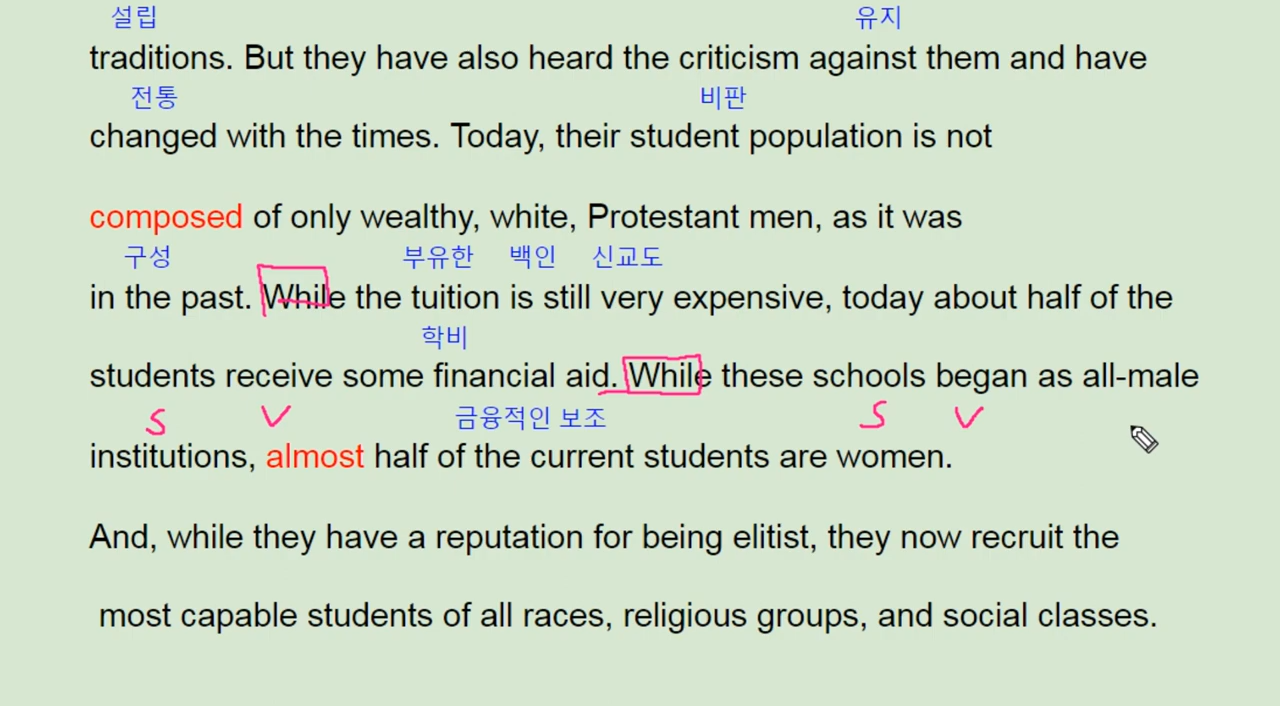 설립 유지
traditions. But they have also heard the criticism against them and have
전통 비판
changed with the times. Today, their student population is not
composed of only wealthy, white, Protestant men, as it was
구성 부유한 백인 신교도
in the past. While the tuition is still very expensive, today about half of the
학비
students receive some financial aid. While these schools began as all-male
S V 금융적인 보조 S V
institutions, almost half of the current students are women.
And, while they have a reputation for being elitist, they now recruit the
most capable students of all races, religious groups, and social classes.